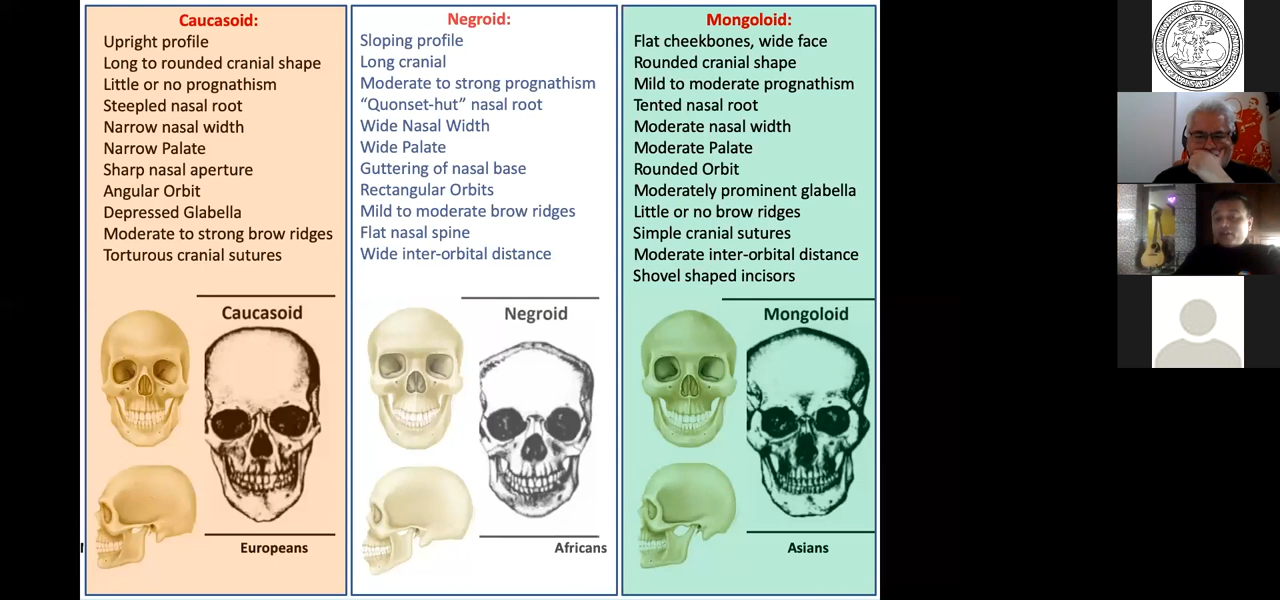 Caucasoid:
Upright profile
Long to rounded cranial shape
Little or no prognathism
Steepled nasal root
Narrow nasal width
Narrow Palate
Sharp nasal aperture
Angular Orbit
Depressed Glabella
Moderate to strong brow ridges
Torturous cranial sutures
Caucasoid
Europeans
Negroid:
Sloping profile
Long cranial
Moderate to strong prognathism
“Quonset-hut” nasal root
Wide Nasal Width
Wide Palate
Guttering of nasal base
Rectangular Orbits
Mild to moderate brow ridges
Flat nasal spine
Wide inter-orbital distance
Negroid
Africans
Mongoloid:
Flat cheekbones, wide face
Rounded cranial shape
Mild to moderate prognathism
Tented nasal root
Moderate nasal width
Moderate Palate
Rounded Orbit
Moderately prominent glabella
Little or no brow ridges
Simple cranial sutures
Moderate inter-orbital distance
Shovel shaped incisors
Mongoloid
Asians